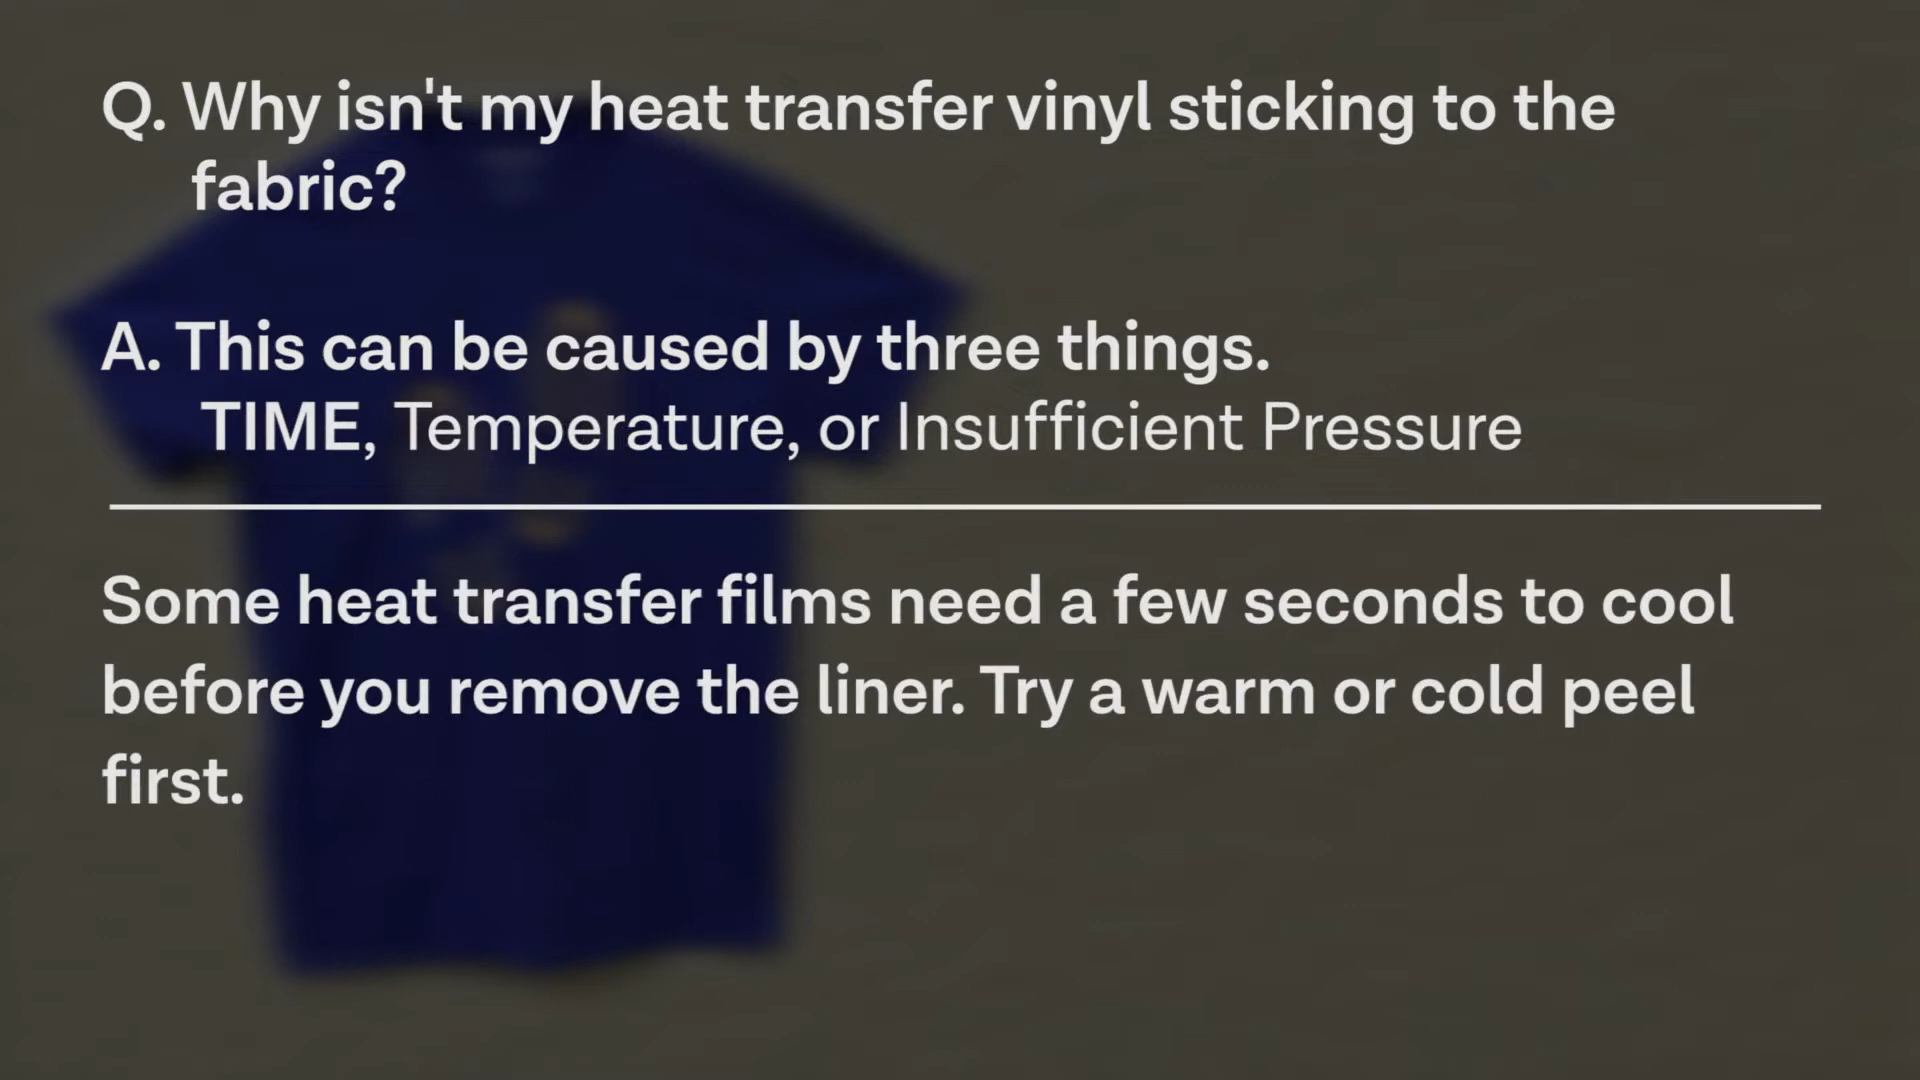 Q. Why isn't my heat transfer vinyl sticking to the
fabric?
A. This can be caused by three things.
TIME, Temperature, or Insufficient Pressure
Some heat transfer films need a few seconds to cool
before you remove the liner. Try a warm or cold peel
first.